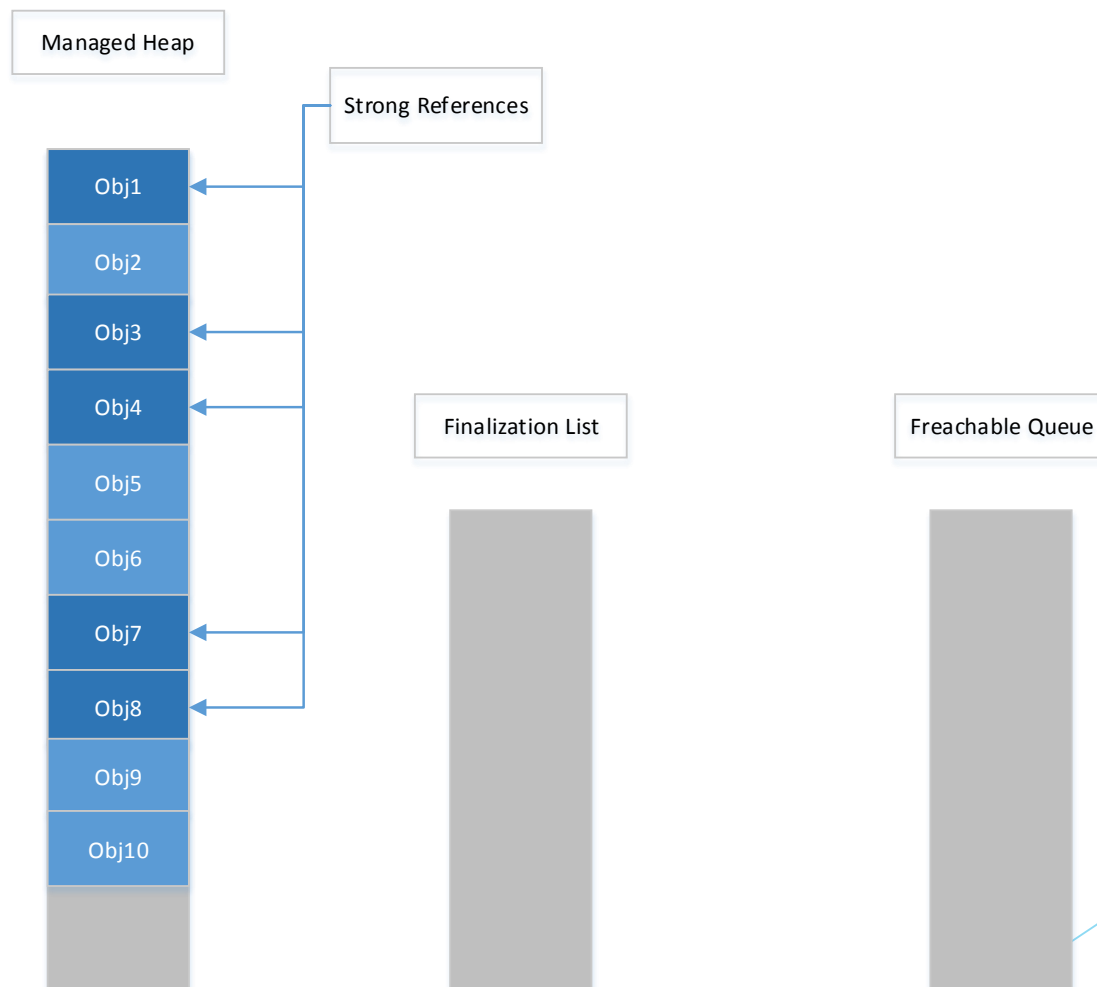 Managed Heap
Strong References
Obj1
Obj2
Obj3
Obj4
Obj5
Obj6
Obj7
Obj8
Obj9
Obj10
Finalization List
Freachable Queue